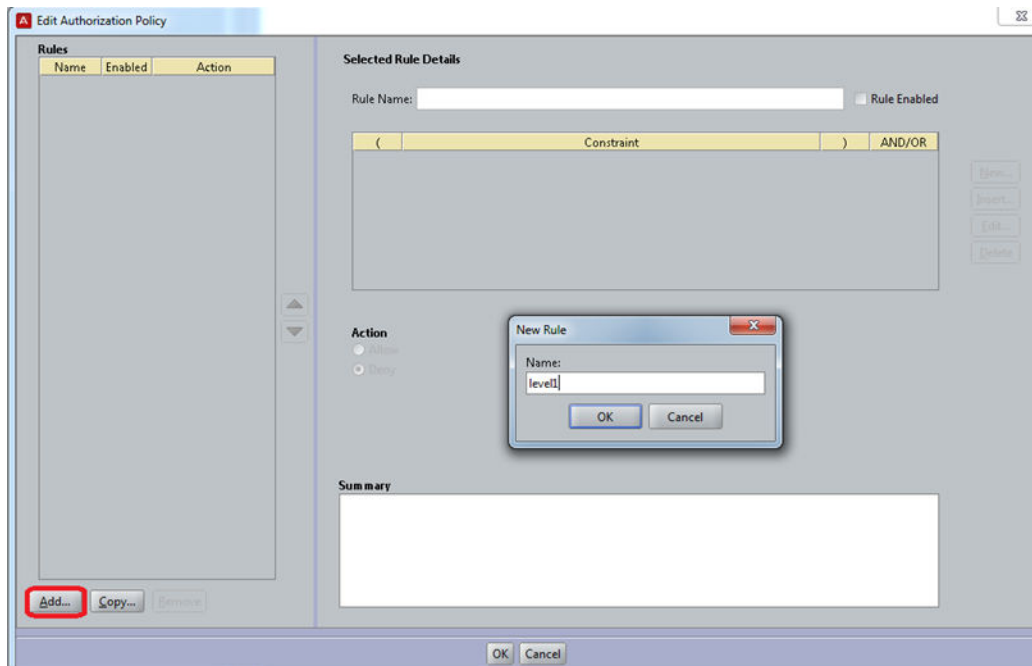 Edit Authorization Policy
Rules
Name Enabled Action
Selected Rule Details
Rule Name:
Rule Enabled
( Constraint ) AND/OR
New...
Insert...
Edit...
Delete
Action
Allow
Deny
New Rule
Name:
level1
OK Cancel
Summary
Add... Copy... Remove
OK Cancel